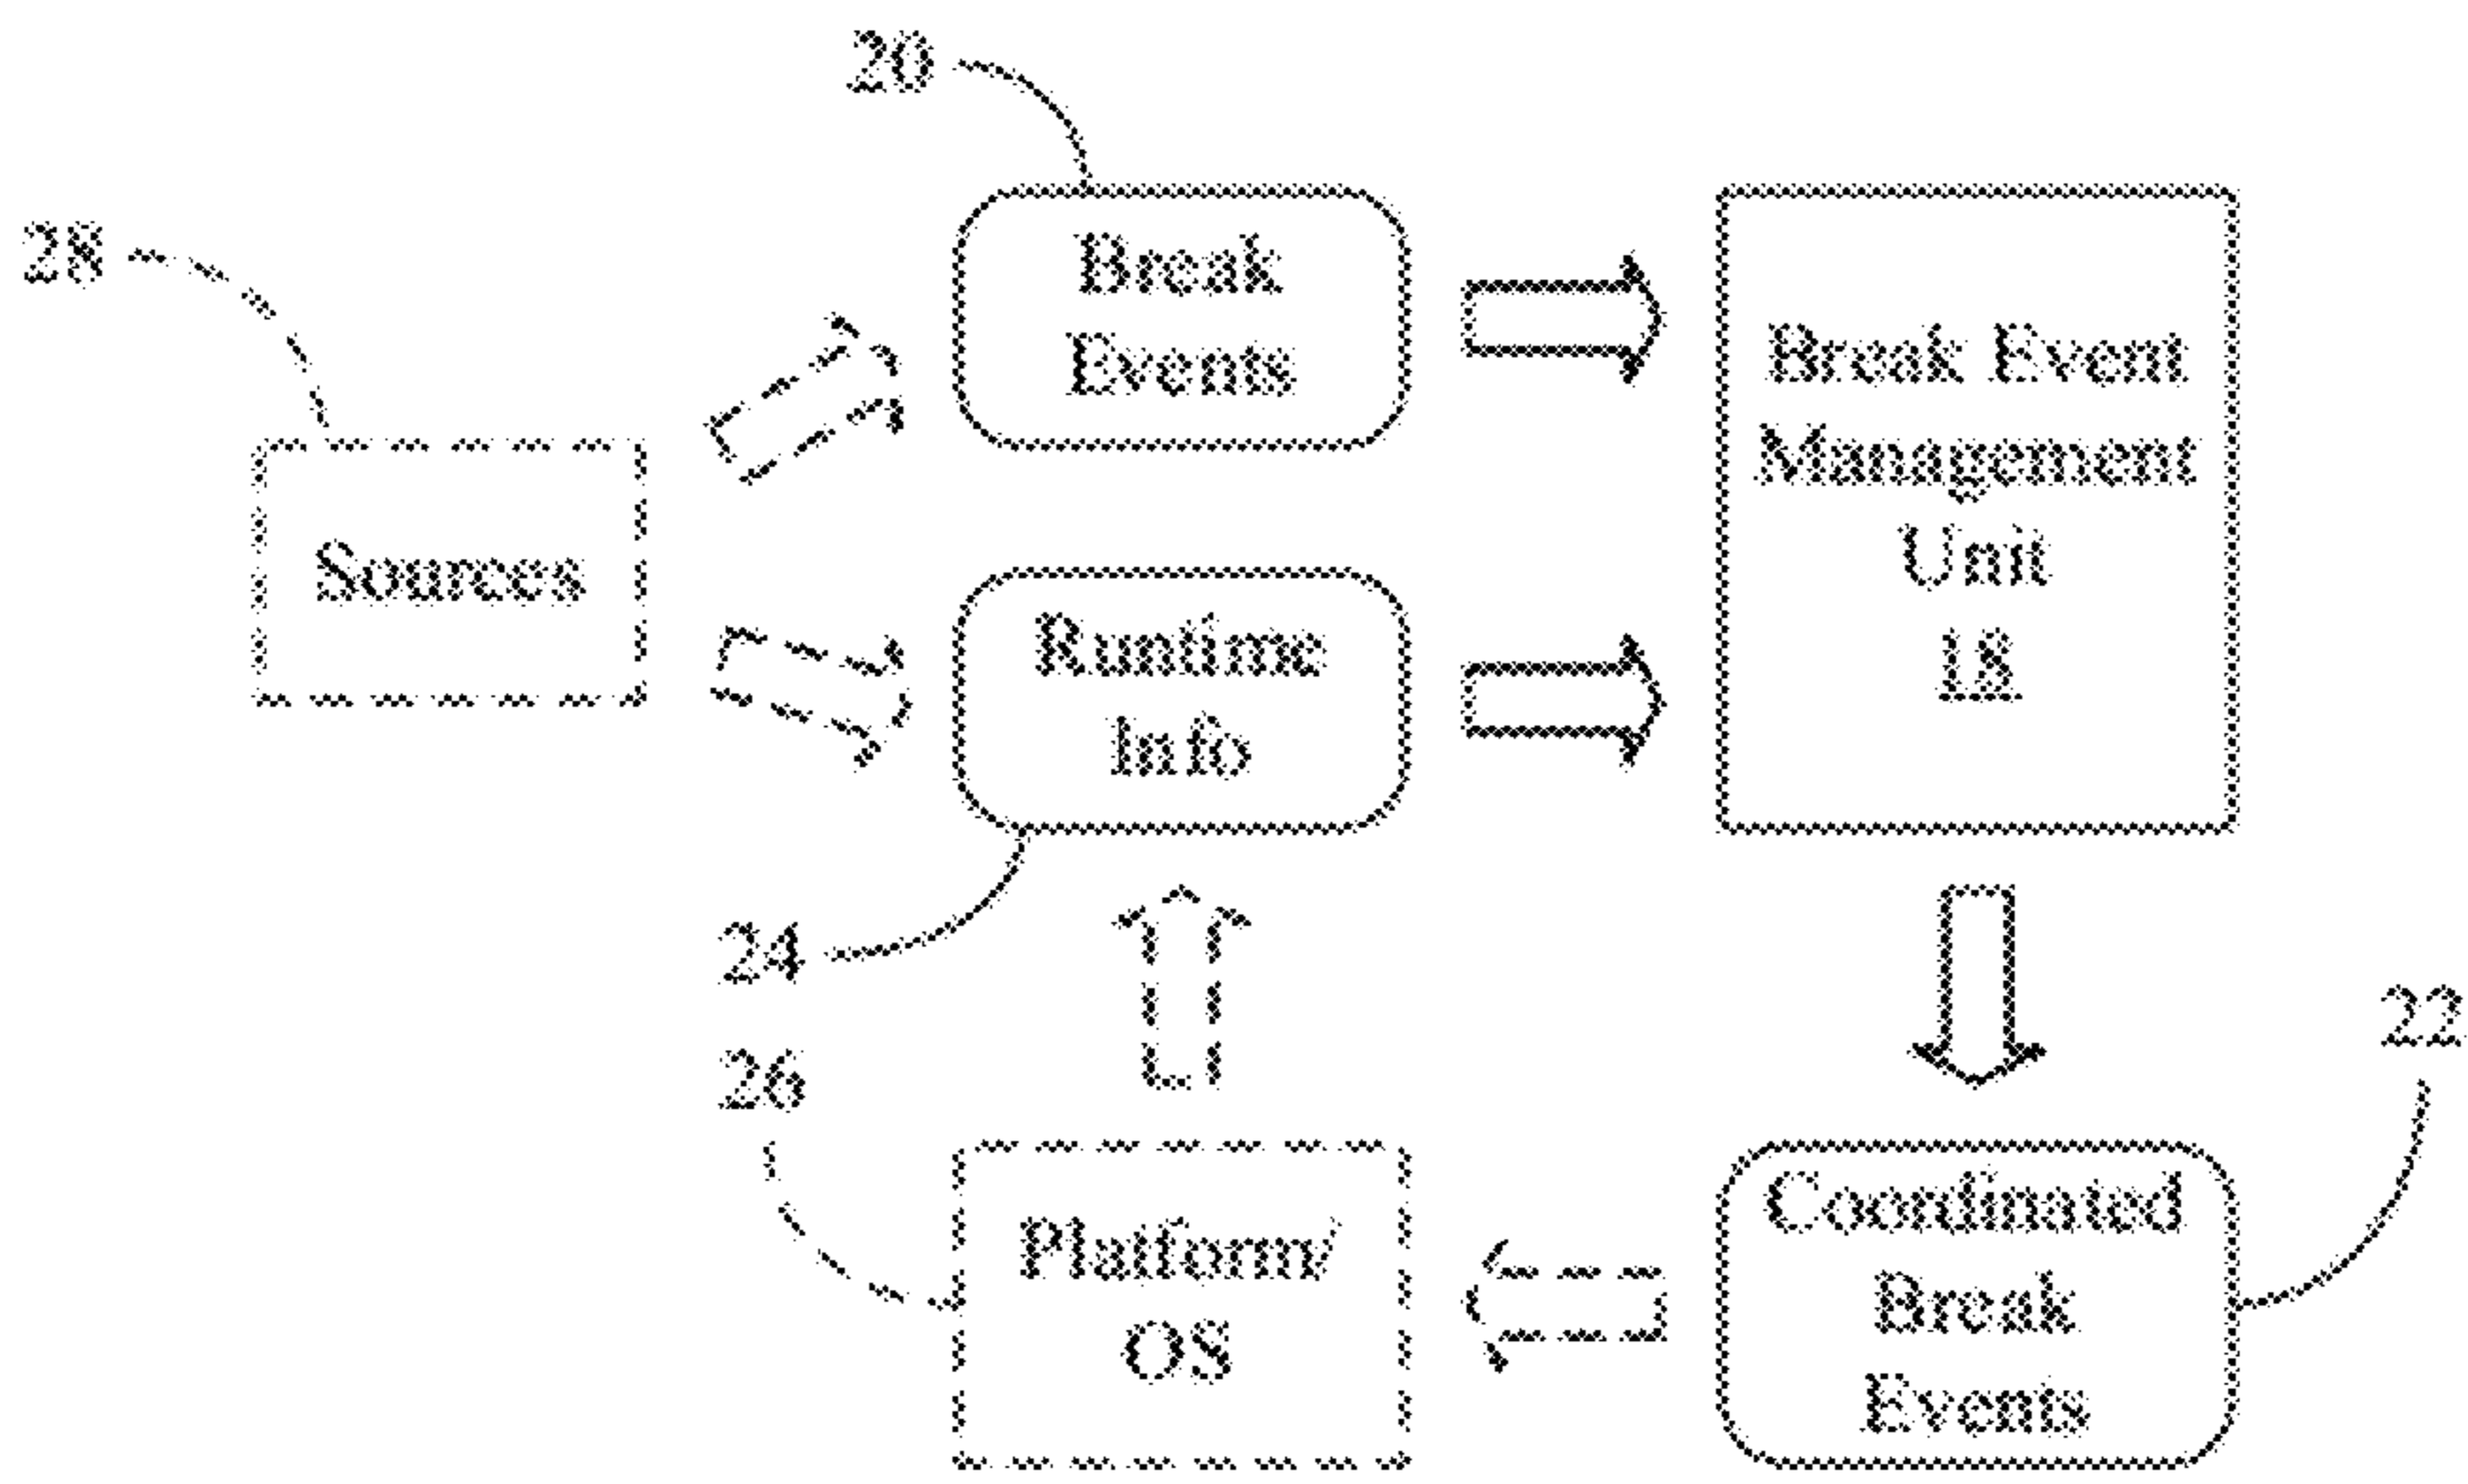 20
28
Break
Events
Break Event
Management
Unit
18
Sources
Runtime
Info
24
22
26
Coordinated
Break
Events
Platform/
OS